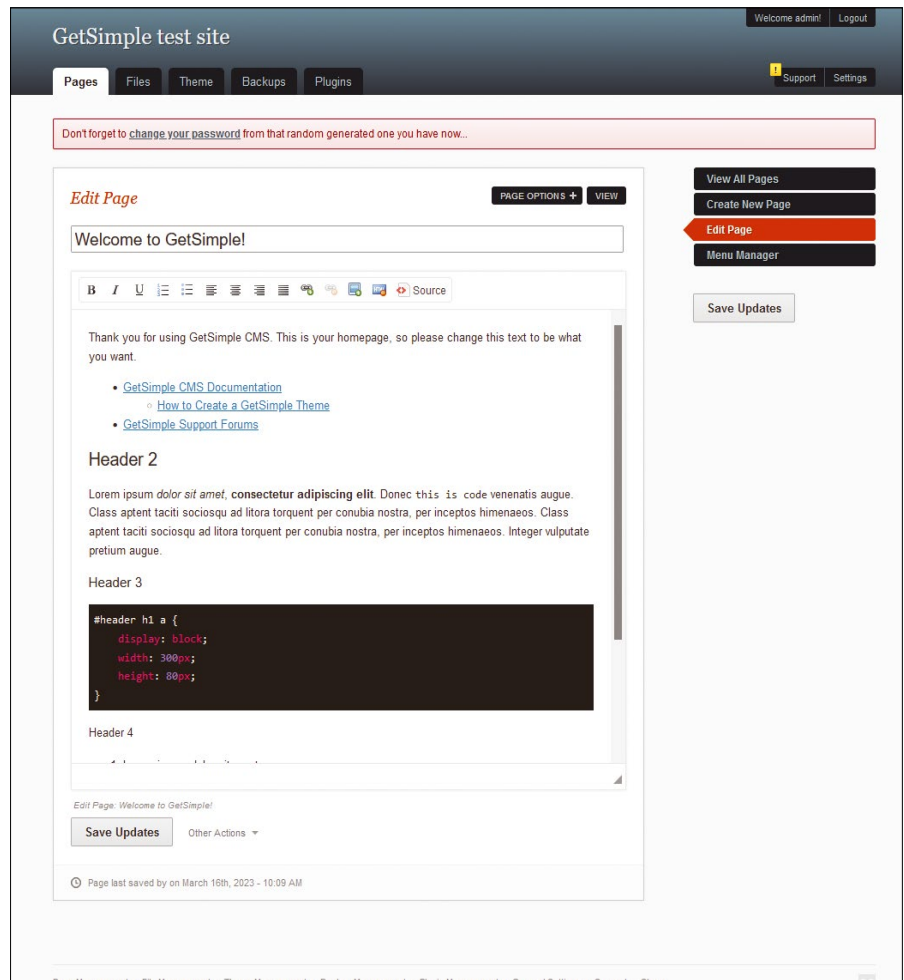 Welcome admin! Logout
GetSimple test site
Pages Files Theme Backups Plugins
! Support Settings
Don't forget to change your password from that random generated one you have now...
Edit Page
PAGE OPTIONS + VIEW
Welcome to GetSimple!
B I U Source
Thank you for using GetSimple CMS. This is your homepage, so please change this text to be what
you want.
• GetSimple CMS Documentation
◦ How to Create a GetSimple Theme
• GetSimple Support Forums
Header 2
Lorem ipsum dolor sit amet, consectetur adipiscing elit. Donec this is code venenatis augue.
Class aptent taciti sociosqu ad litora torquent per conubia nostra, per inceptos himenaeos. Class
aptent taciti sociosqu ad litora torquent per conubia nostra, per inceptos himenaeos. Integer vulputate
pretium augue.
Header 3
#header h1 a {
display: block;
width: 300px;
height: 80px;
}
Header 4
Edit Page: Welcome to GetSimple!
Save Updates Other Actions
Page last saved by on March 16th, 2023 - 10:09 AM
View All Pages
Create New Page
Edit Page
Menu Manager
Save Updates